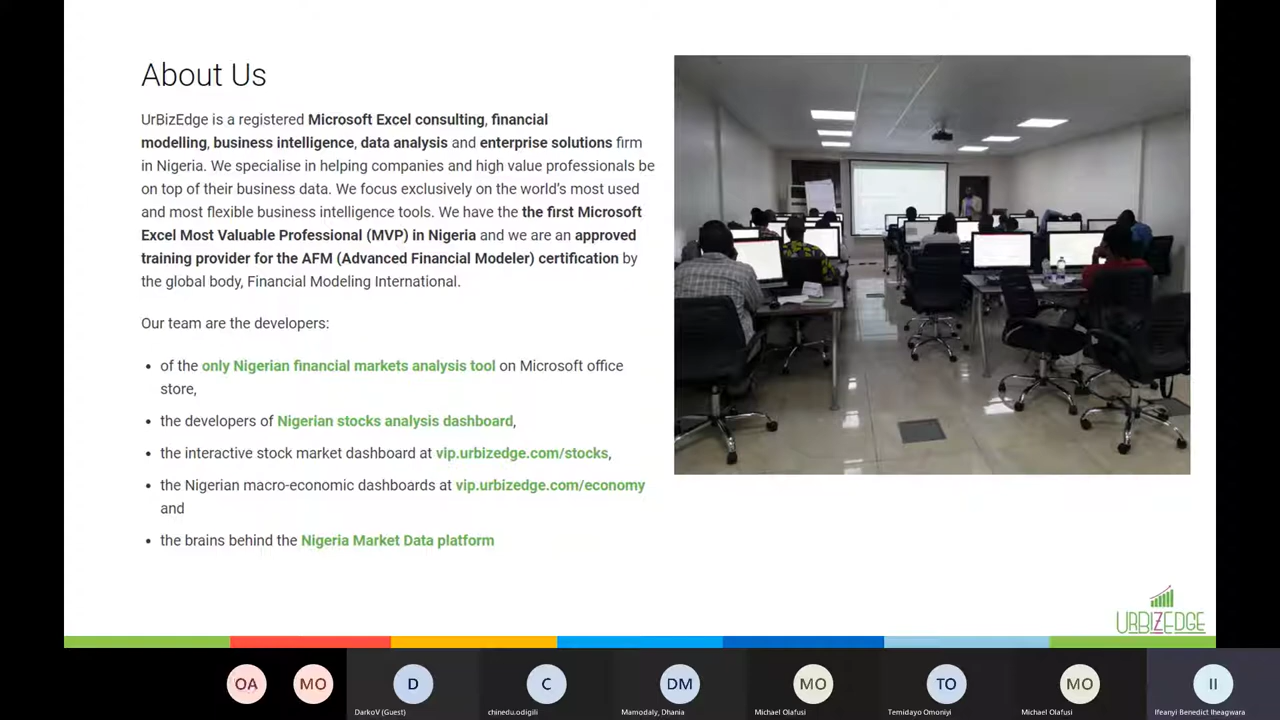 About Us
UrBizEdge is a registered Microsoft Excel consulting, financial
modelling, business intelligence, data analysis and enterprise solutions firm
in Nigeria. We specialise in helping companies and high value professionals be
on top of their business data. We focus exclusively on the world's most used
and most flexible business intelligence tools. We have the the first Microsoft
Excel Most Valuable Professional (MVP) in Nigeria and we are an approved
training provider for the AFM (Advanced Financial Modeler) certification by
the global body, Financial Modeling International.
Our team are the developers:
• of the only Nigerian financial markets analysis tool on Microsoft office
store,
• the developers of Nigerian stocks analysis dashboard,
• the interactive stock market dashboard at vip.urbizedge.com/stocks,
• the Nigerian macro-economic dashboards at vip.urbizedge.com/economy
and
• the brains behind the Nigeria Market Data platform
URBIZEDGE
OA MO D C DM MO TO MO II
DarkoV (Guest) chinedu.odigili Mamodaly, Dhania Michael Olafusi Temidayo Omoniyi Michael Olafusi Ifeanyi Benedict Iheagwara